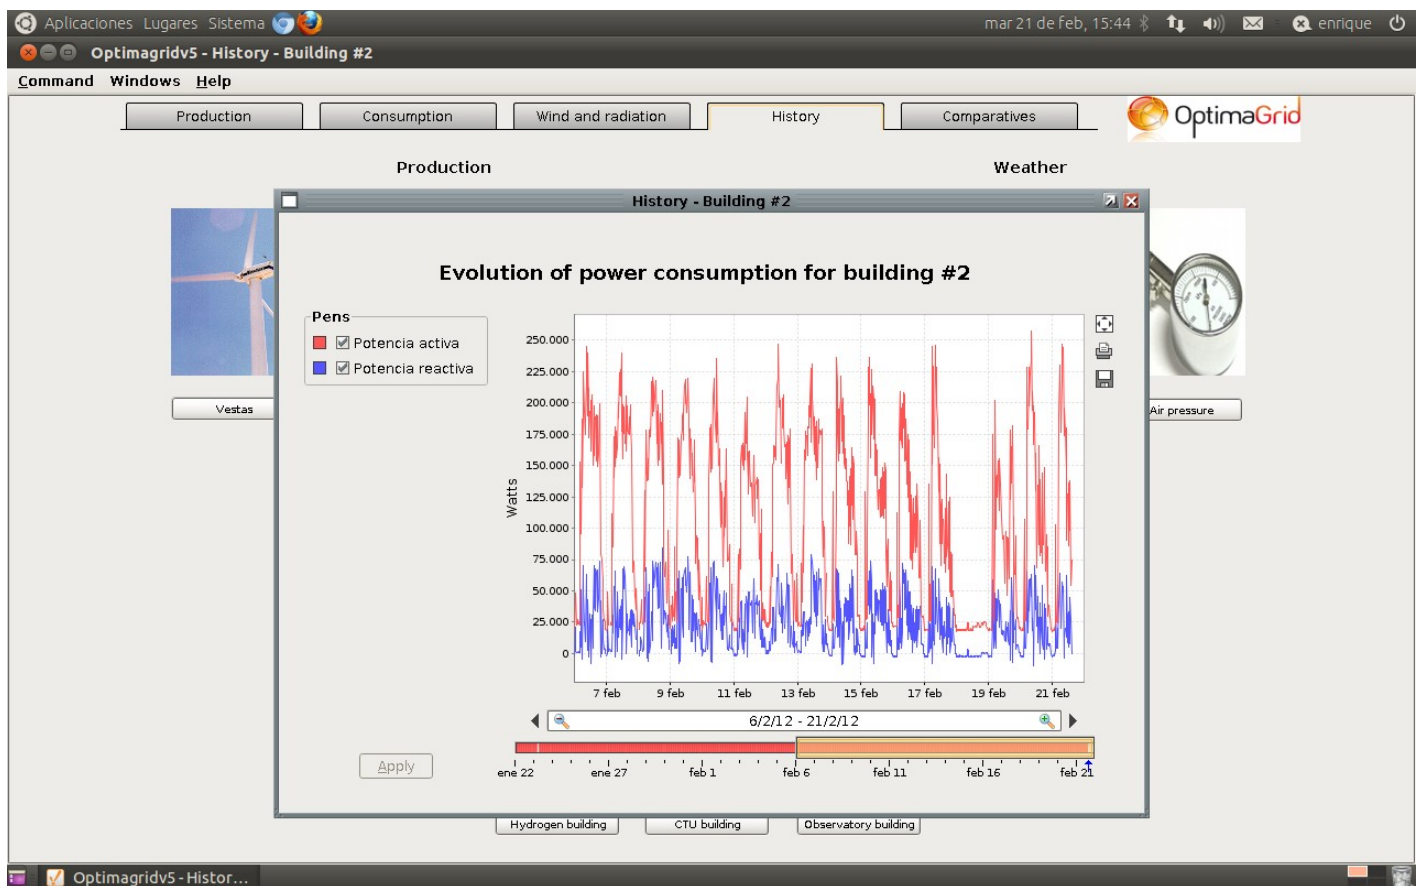 Aplicaciones Lugares Sistema mar 21 de feb, 15:44 enrique
Optimagridv5 - History - Building #2
Command Windows Help
Production Consumption Wind and radiation History Comparatives OptimaGrid
Production Weather
History - Building #2
Evolution of power consumption for building #2
Pens
Potencia activa
Potencia reactiva
Vestas
Air pressure
Watts
250.000
225.000
200.000
175.000
150.000
125.000
100.000
75.000
50.000
25.000
0
7 feb 9 feb 11 feb 13 feb 15 feb 17 feb 19 feb 21 feb
6/2/12 - 21/2/12
Apply
ene 22 ene 27 feb 1 feb 6 feb 11 feb 16 feb 21
Hydrogen building CTU building Observatory building
Optimagridv5 - Histor...